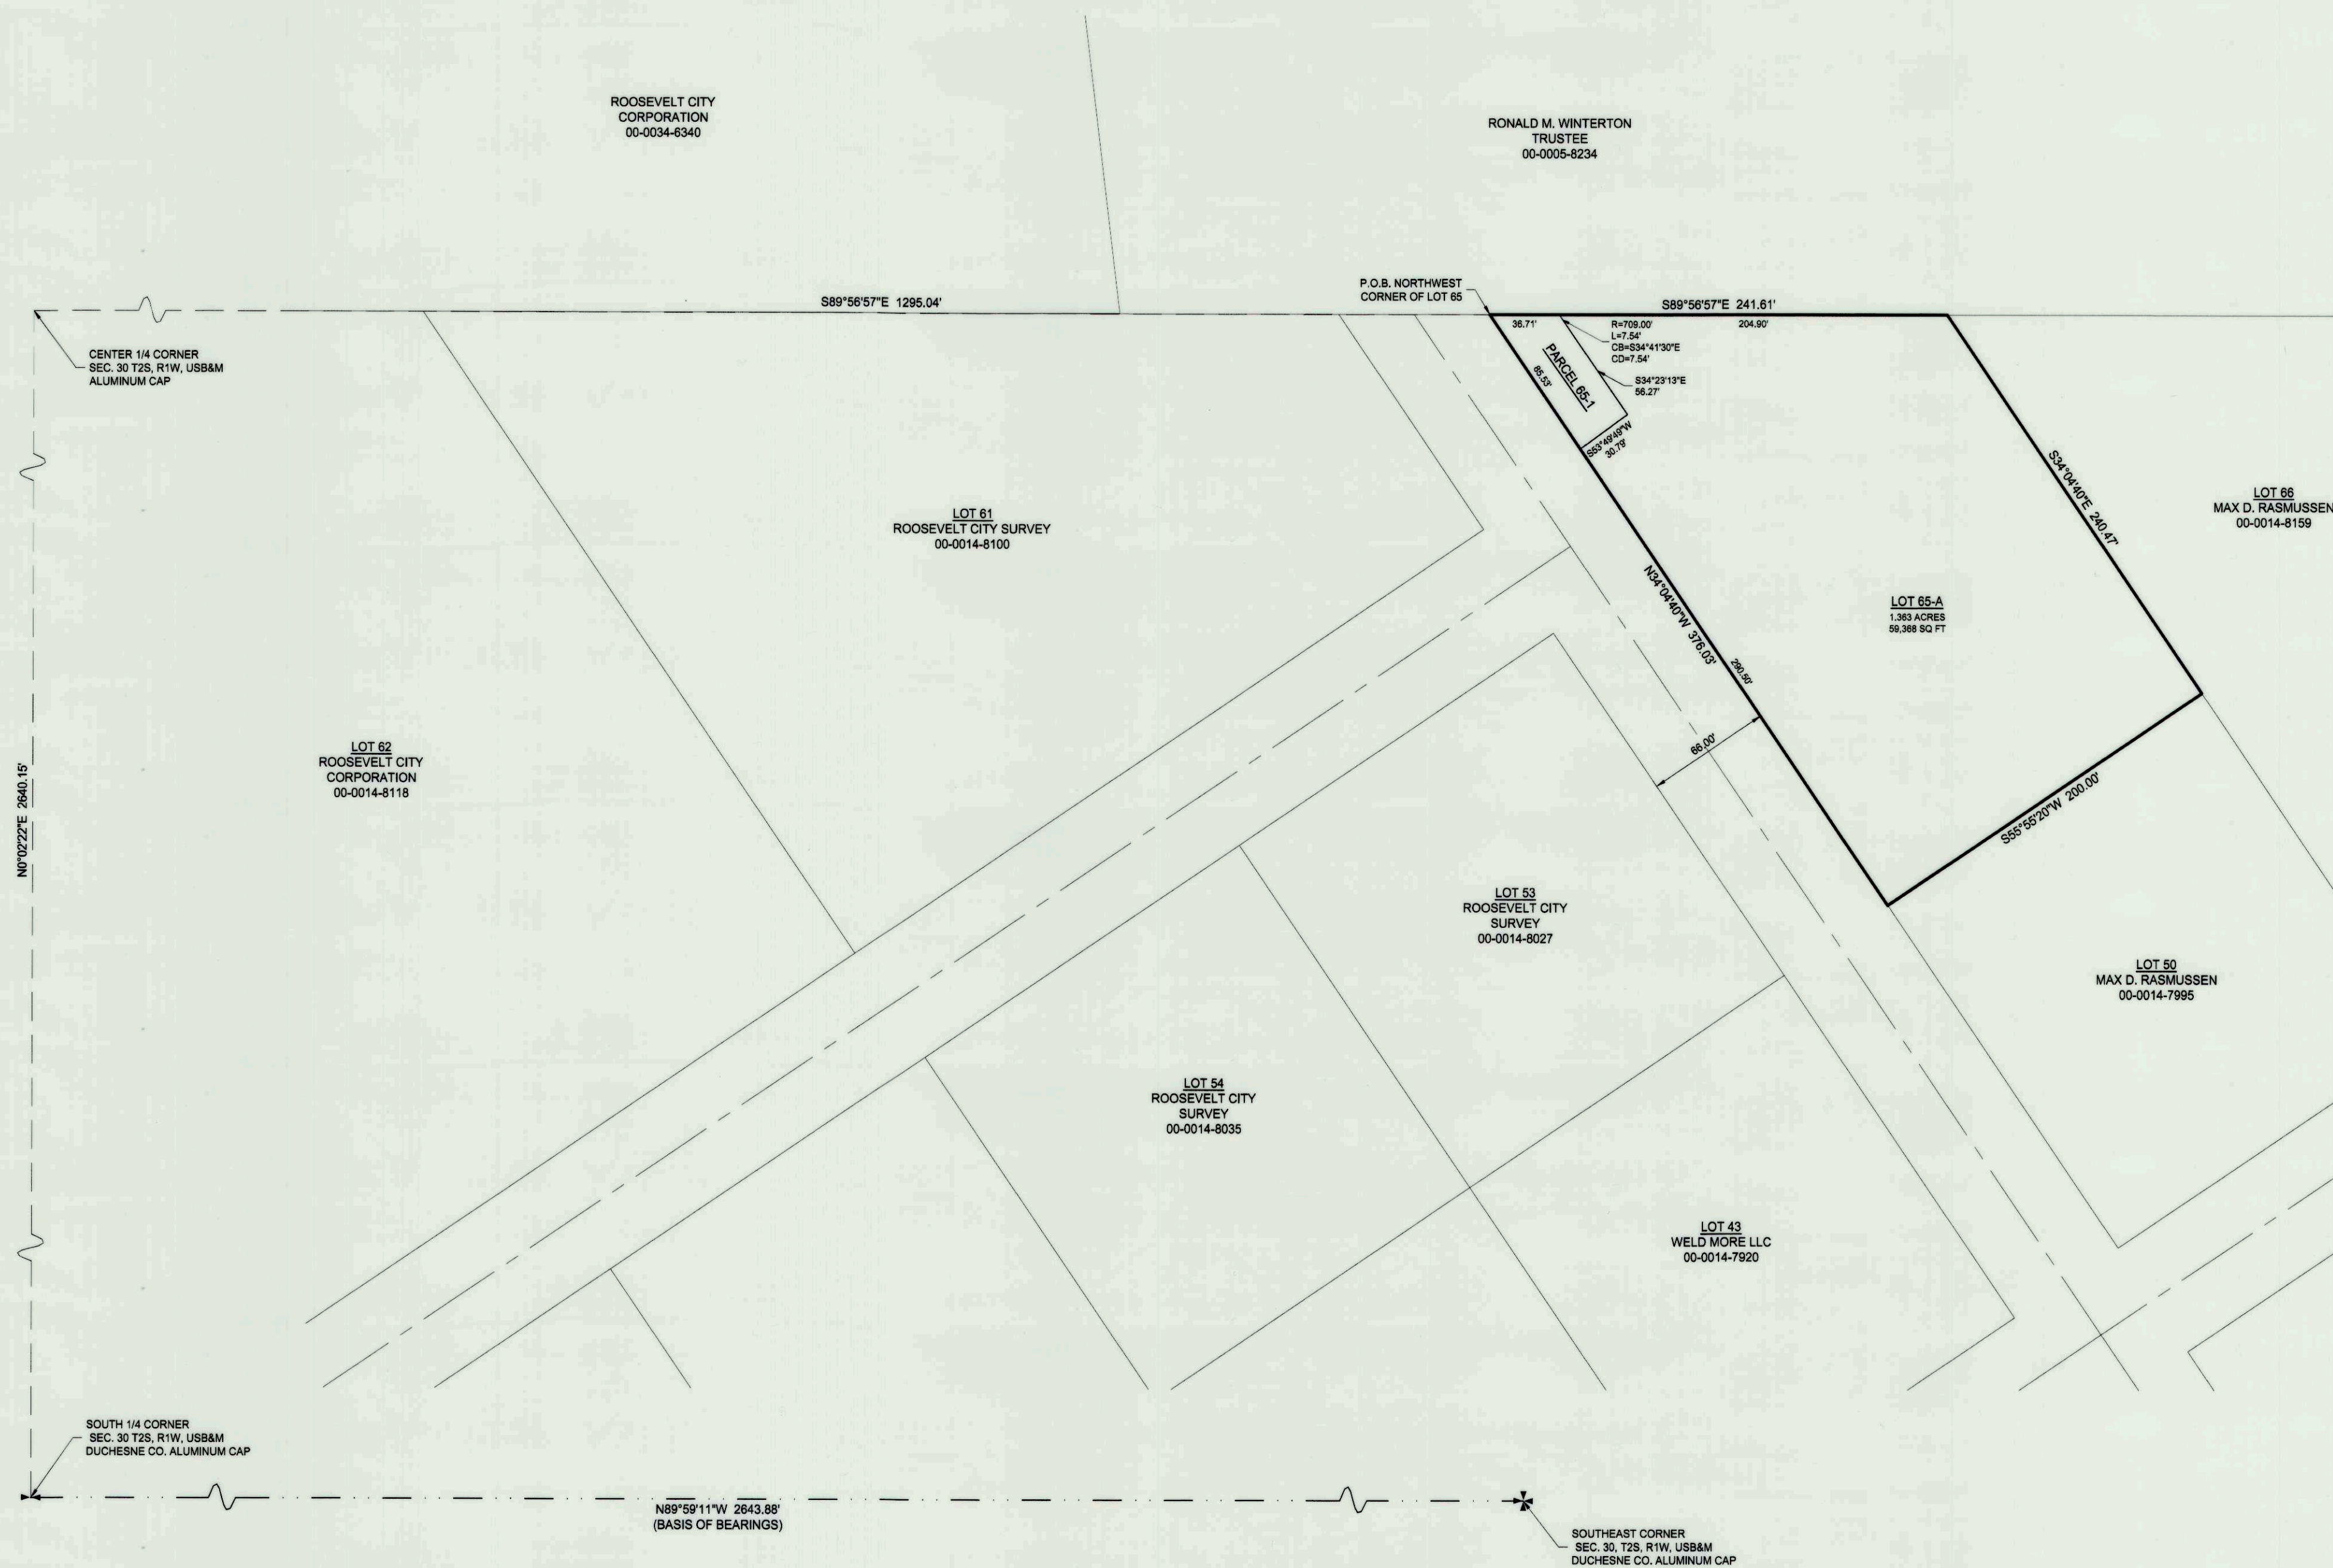 ROOSEVELT CITY
CORPORATION
00-0034-6340
RONALD M. WINTERTON
TRUSTEE
00-0005-8234
S89°56'57"E 1295.04'
P.O.B. NORTHWEST
CORNER OF LOT 65
S89°56'57"E 241.61'
36.71'
R=709.00'
L=7.54'
CB=S34°41'30"E
CD=7.54'
204.90'
CENTER 1/4 CORNER
SEC. 30 T2S, R1W, USB&M
ALUMINUM CAP
PARCEL 65-1
85.53'
S34°23'13"E
56.27'
S53°49'49"W
30.79'
S34°04'40"E 240.47'
LOT 66
MAX D. RASMUSSEN
00-0014-8159
LOT 61
ROOSEVELT CITY SURVEY
00-0014-8100
N34°04'40"W 376.03'
290.50'
LOT 65-A
1.363 ACRES
59,368 SQ FT
66.00'
LOT 62
ROOSEVELT CITY
CORPORATION
00-0014-8118
N0°02'22"E 2640.15'
S55°55'20"W 200.00'
LOT 53
ROOSEVELT CITY
SURVEY
00-0014-8027
LOT 50
MAX D. RASMUSSEN
00-0014-7995
LOT 54
ROOSEVELT CITY
SURVEY
00-0014-8035
LOT 43
WELD MORE LLC
00-0014-7920
SOUTH 1/4 CORNER
SEC. 30 T2S, R1W, USB&M
DUCHESNE CO. ALUMINUM CAP
N89°59'11"W 2643.88'
(BASIS OF BEARINGS)
SOUTHEAST CORNER
SEC. 30, T2S, R1W, USB&M
DUCHESNE CO. ALUMINUM CAP